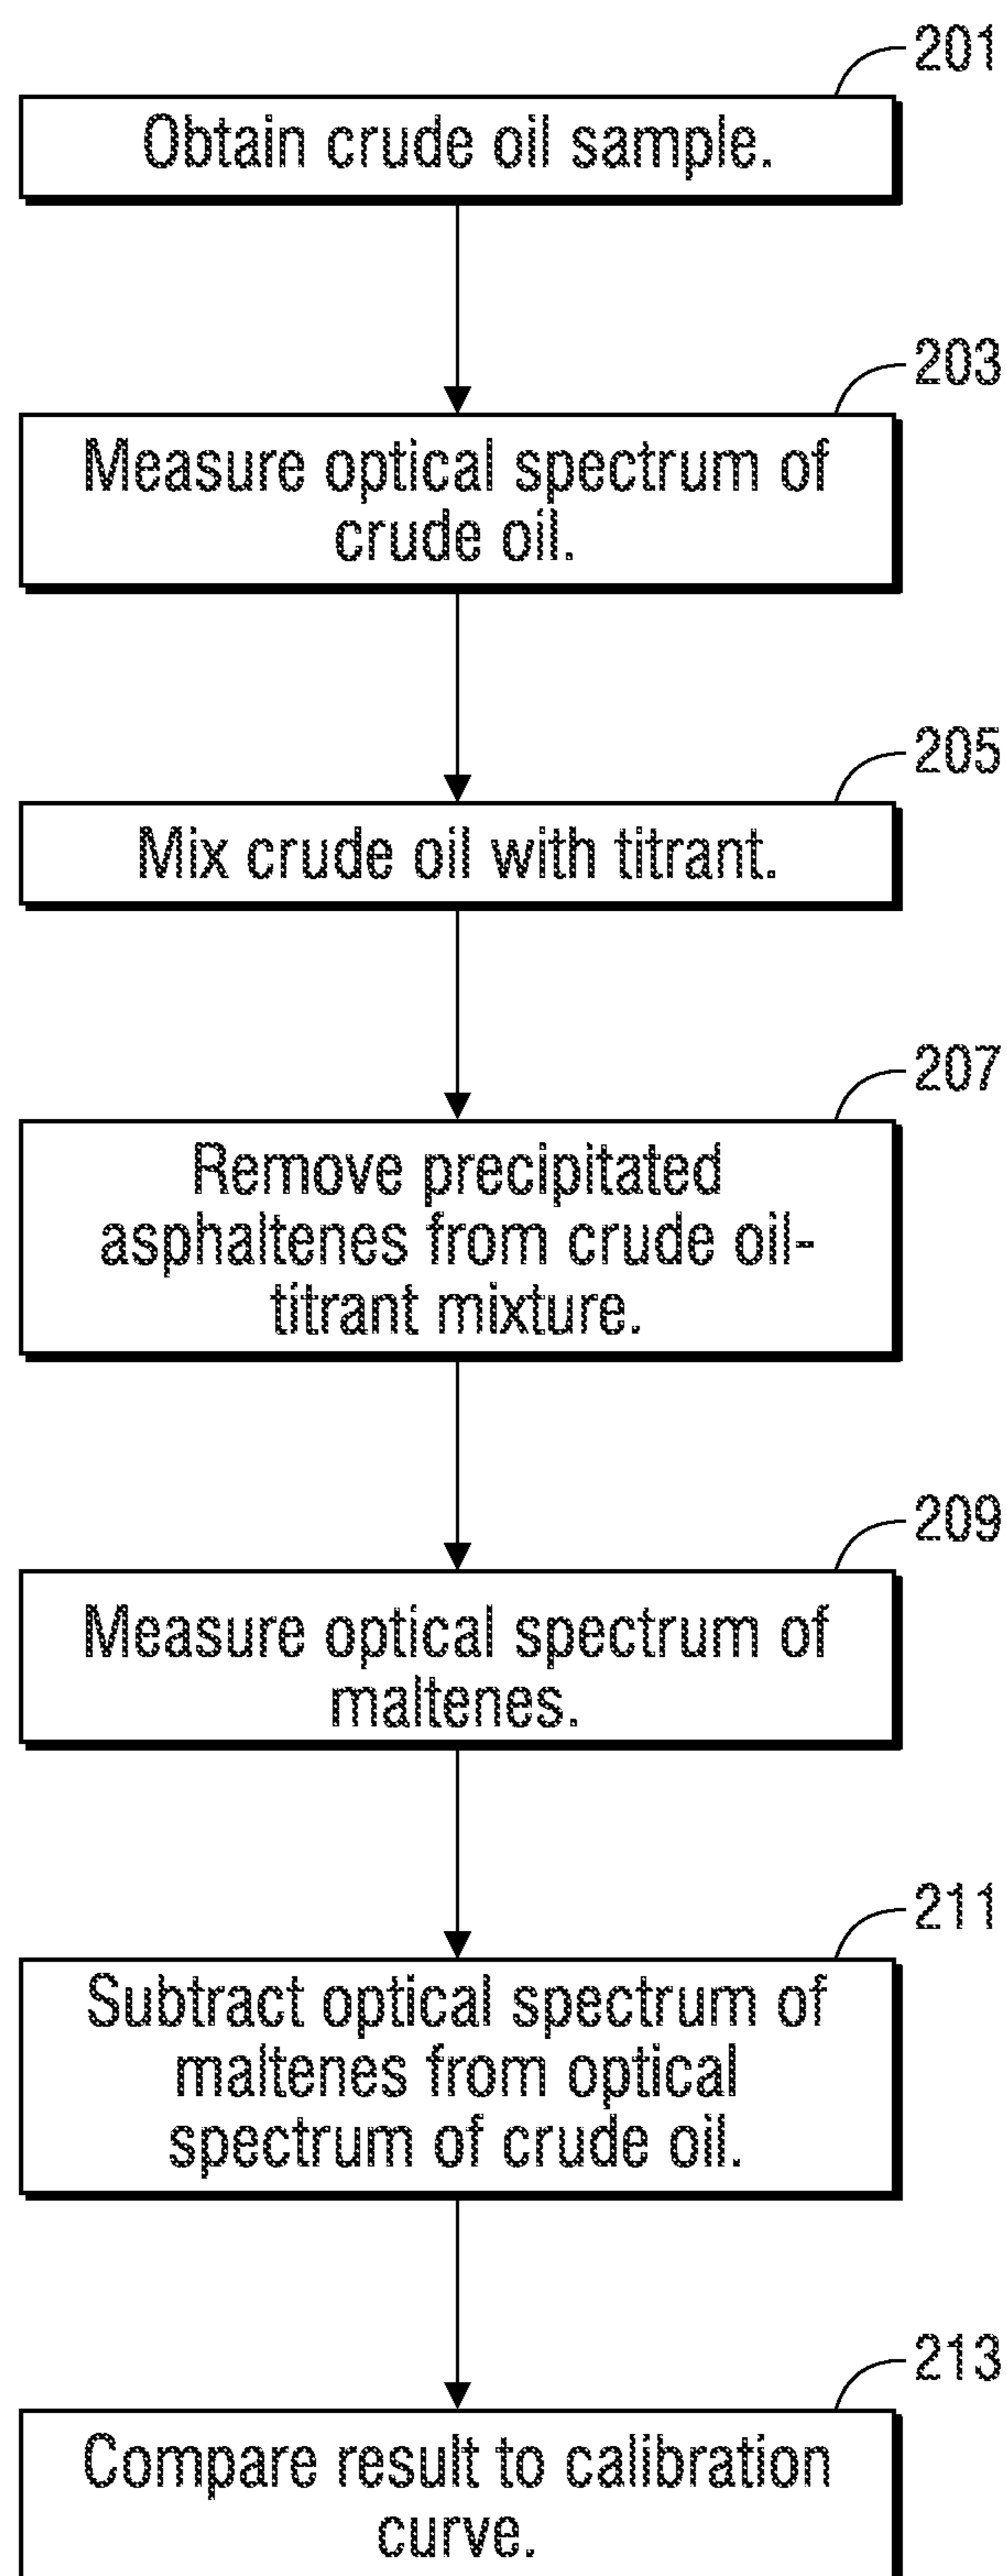 201
Obtain crude oil sample.
203
Measure optical spectrum of
crude oil.
205
Mix crude oil with titrant.
207
Remove precipitated
asphaltenes from crude oil-
titrant mixture.
209
Measure optical spectrum of
maltenes.
211
Subtract optical spectrum of
maltenes from optical
spectrum of crude oil.
213
Compare result to calibration
curve.